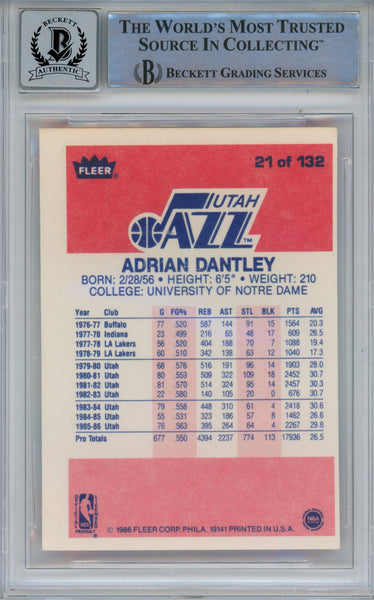 THE WORLD'S MOST TRUSTED
SOURCE IN COLLECTING™
BECKETT GRADING SERVICES
BECKETT
AUTHENTIC
FLEER
21 of 132
UTAH
JAZZ
TM
ADRIAN DANTLEY
BORN: 2/28/56 • HEIGHT: 6'5" • WEIGHT: 210
COLLEGE: UNIVERSITY OF NOTRE DAME
Year Club G FG% REB AST STL BLK PTS AVG
1976-77 Buffalo 77 .520 587 144 91 15 1564 20.3
1977-78 Indiana 23 .499 216 65 48 17 609 26.5
1977-78 LA Lakers 56 .520 404 188 70 7 1088 19.4
1978-79 LA Lakers 60 .510 342 138 63 12 1040 17.3
1979-80 Utah 68 .576 516 191 96 14 1903 28.0
1980-81 Utah 80 .559 509 322 109 18 2452 30.7
1981-82 Utah 81 .570 514 324 95 14 2457 30.3
1982-83 Utah 22 .580 140 105 20 0 676 30.7
1983-84 Utah 79 .558 448 310 61 4 2418 30.6
1984-85 Utah 55 .531 323 186 57 8 1462 26.6
1985-86 Utah 76 .563 395 264 64 4 2267 29.8
Pro Totals 677 .550 4394 2237 774 113 17936 26.5
OFFICIAL
LICENSED
NBA
PRODUCT
NBA
© 1986 FLEER CORP. PHILA. 19141 PRINTED IN U.S.A.